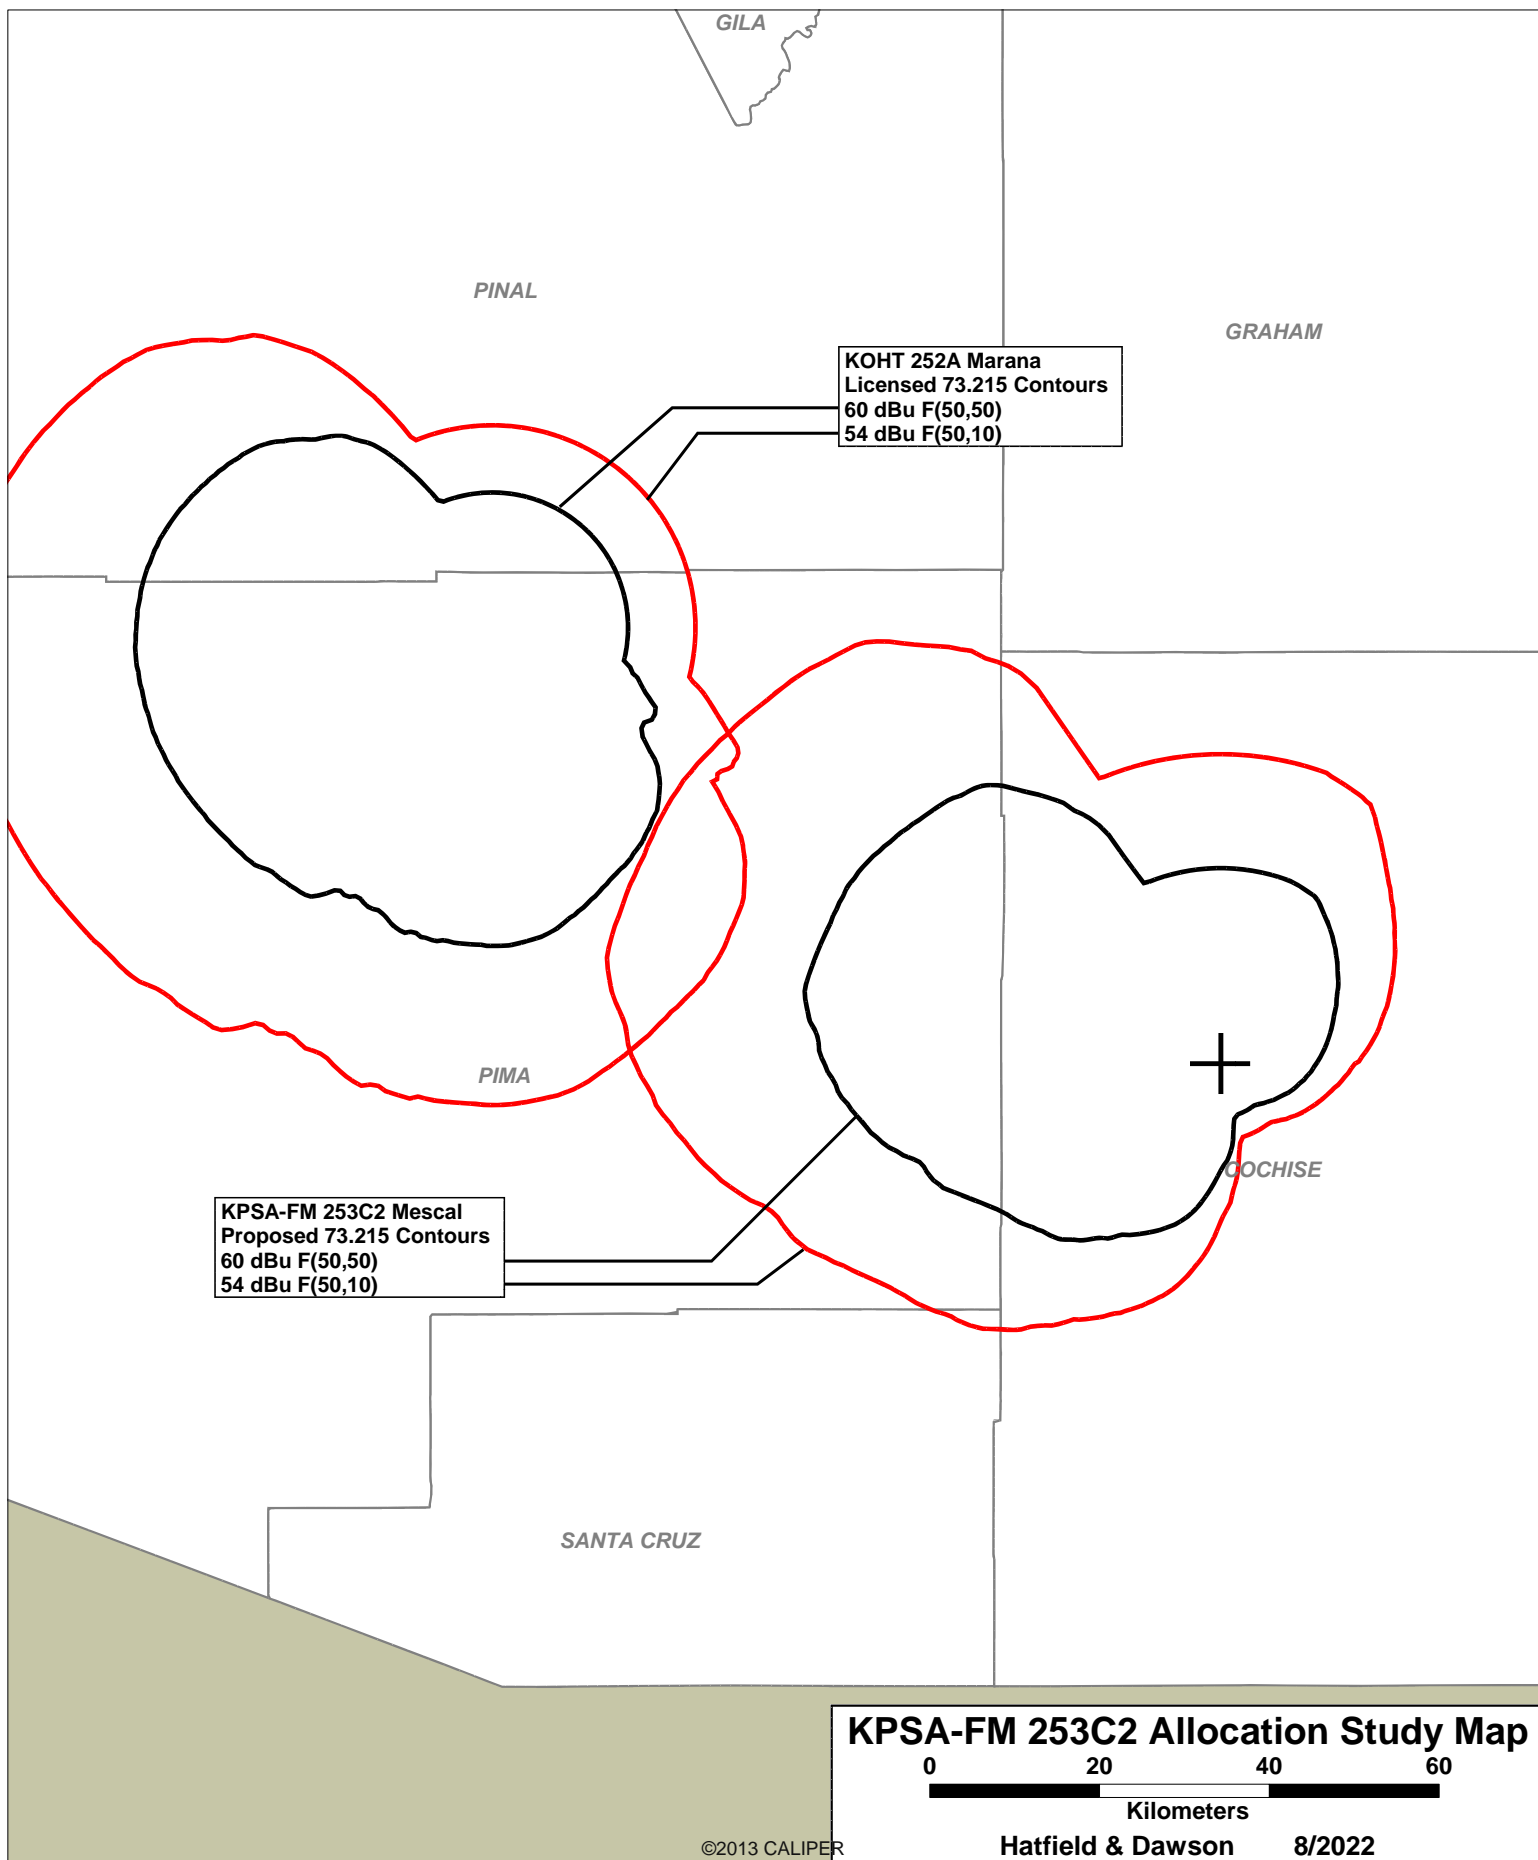 GILA
PINAL
GRAHAM
KOHT 252A Marana
Licensed 73.215 Contours
60 dBu F(50,50)
54 dBu F(50,10)
PIMA
COCHISE
KPSA-FM 253C2 Mescal
Proposed 73.215 Contours
60 dBu F(50,50)
54 dBu F(50,10)
SANTA CRUZ
KPSA-FM 253C2 Allocation Study Map
0 20 40 60
Kilometers
Hatfield & Dawson 8/2022
©2013 CALIPER